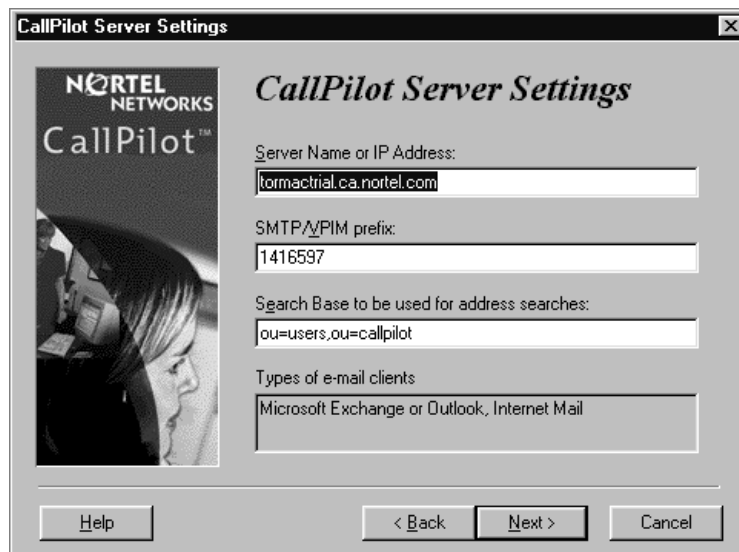 CallPilot Server Settings
NORTEL
NETWORKS
CallPilot™
CallPilot Server Settings
Server Name or IP Address:
tormactrial.ca.nortel.com
SMTP/VPIM prefix:
1416597
Search Base to be used for address searches:
ou=users,ou=callpilot
Types of e-mail clients
Microsoft Exchange or Outlook, Internet Mail
Help
< Back
Next >
Cancel